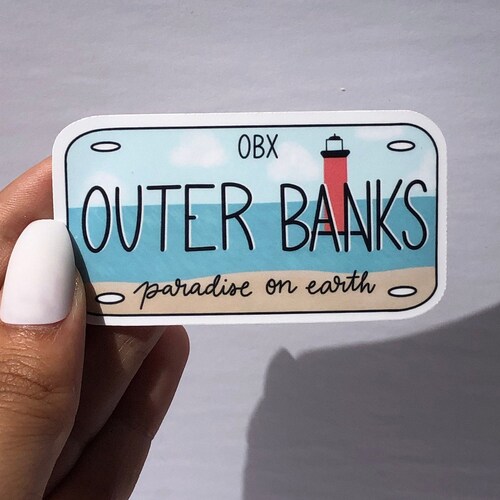 OBX
OUTER BANKS
paradise on earth